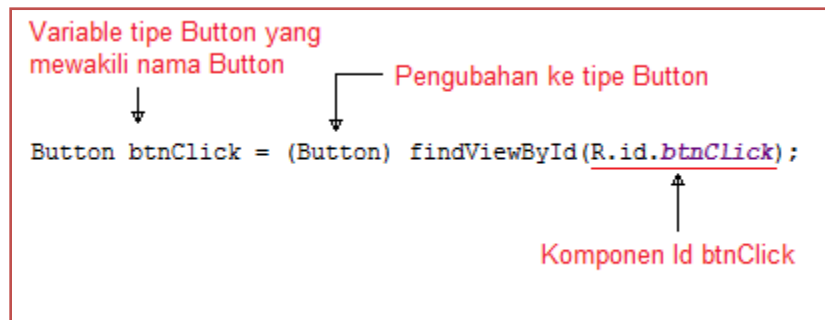 Variable tipe Button yang
mewakili nama Button
Pengubahan ke tipe Button
Button btnClick = (Button) findViewById(R.id.btnClick);
Komponen Id btnClick